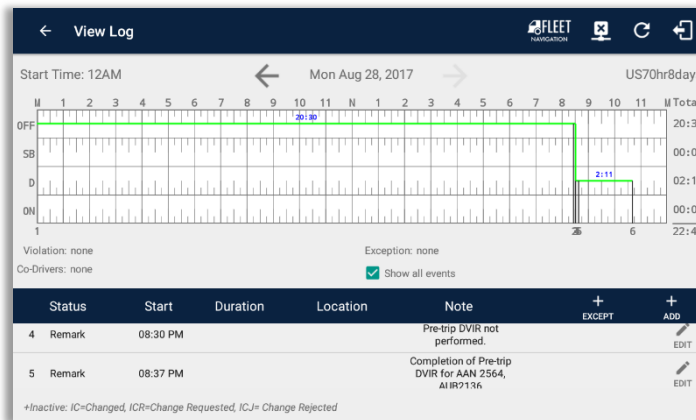 View Log
FLEET
NAVIGATION
Start Time: 12AM
Mon Aug 28, 2017
US70hr8day
M 1 2 3 4 5 6 7 8 9 10 11 N 1 2 3 4 5 6 7 8 9 10 11 M Tota
OFF 20:30 20:3
SB 00:0
D 2:11 02:1
ON 00:0
1 6 22:4
Violation: none
Exception: none
Co-Drivers: none
Show all events
Status Start Duration Location Note EXCEPT ADD
4 Remark 08:30 PM Pre-trip DVIR not
performed.
EDIT
5 Remark 08:37 PM Completion of Pre-trip
DVIR for AAN 2564,
AUB2136
EDIT
+Inactive: IC=Changed, ICR=Change Requested, ICJ= Change Rejected